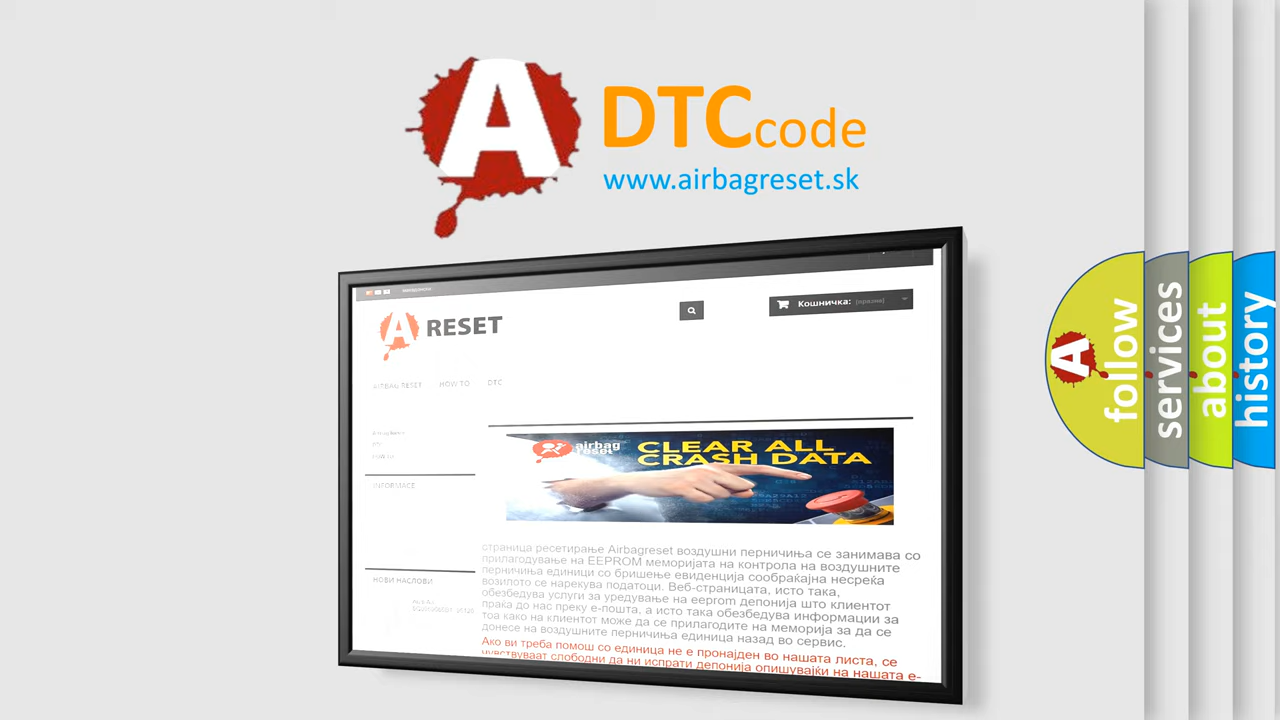 A
DTCcode
www.airbagreset.sk
A RESET
Кошничка: (празни)
AIRBAG RESET HOW TO DTC
INFORMACE
НОВИ НАСЛОВИ
airbag
reset
CLEAR ALL
CRASH DATA
страница ресетирање Airbagreset воздушни перничиња се занимава со
прилагодување на EEPROM меморијата на контрола на воздушните
перничиња единици со бришење евиденција сообраќајна несреќа
возилото се нарекува податоци. Веб-страницата, исто така,
обезбедува услуги за уредување на eeprom депонија што клиентот
праќа до нас преку е-пошта, а исто така обезбедува информации за
тоа како на клиентот може да се прилагодите на меморија за да се
донесе на воздушните перничиња единица назад во сервис.
Ако ви треба помош со единица не е пронајден во нашата листа, се
чувствуваат слободни да ни испрати депонија опишувајќи на нашата е-
A
follow
services
about
history